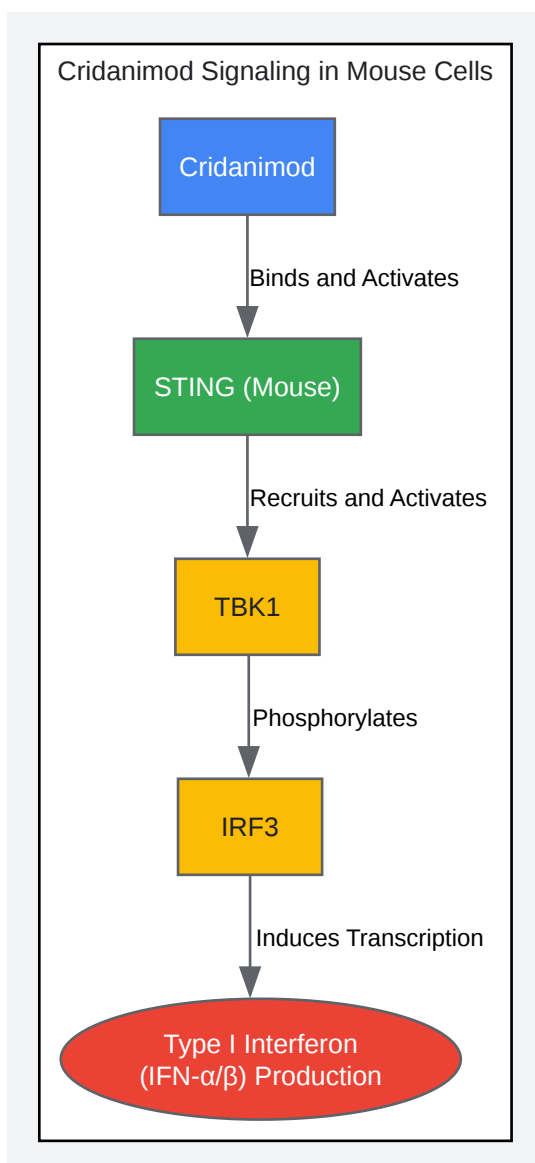 Cridanimod Signaling in Mouse Cells
Cridanimod
Binds and Activates
STING (Mouse)
Recruits and Activates
TBK1
Phosphorylates
IRF3
Induces Transcription
Type I Interferon
(IFN-α/β) Production